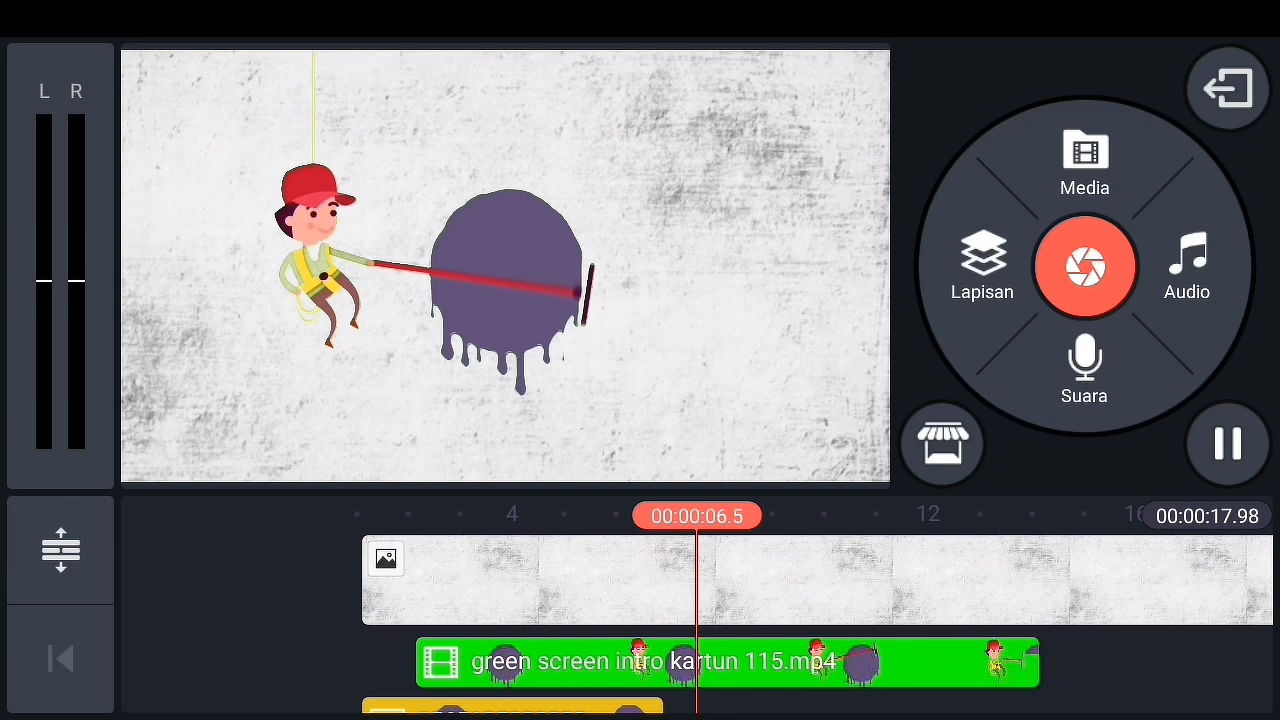 L R
Media
Lapisan
Audio
Suara
4
00:00:06.5
12
16
00:00:17.98
green screen intro kartun 115.mp4